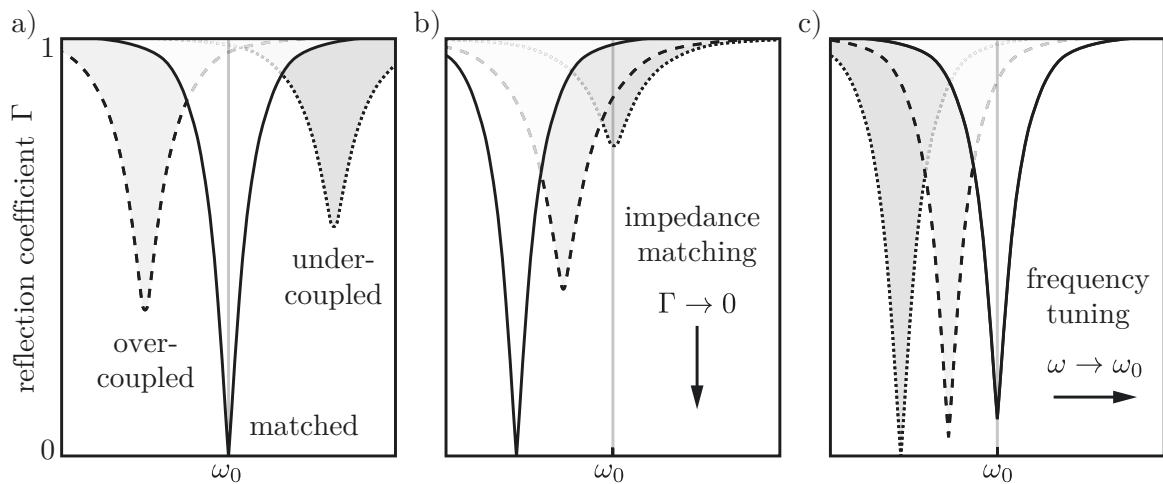 a)
1
reflection coefficient Γ
0
over-
coupled
under-
coupled
matched
ω₀
b)
impedance
matching
Γ → 0
ω₀
c)
frequency
tuning
ω → ω₀
ω₀